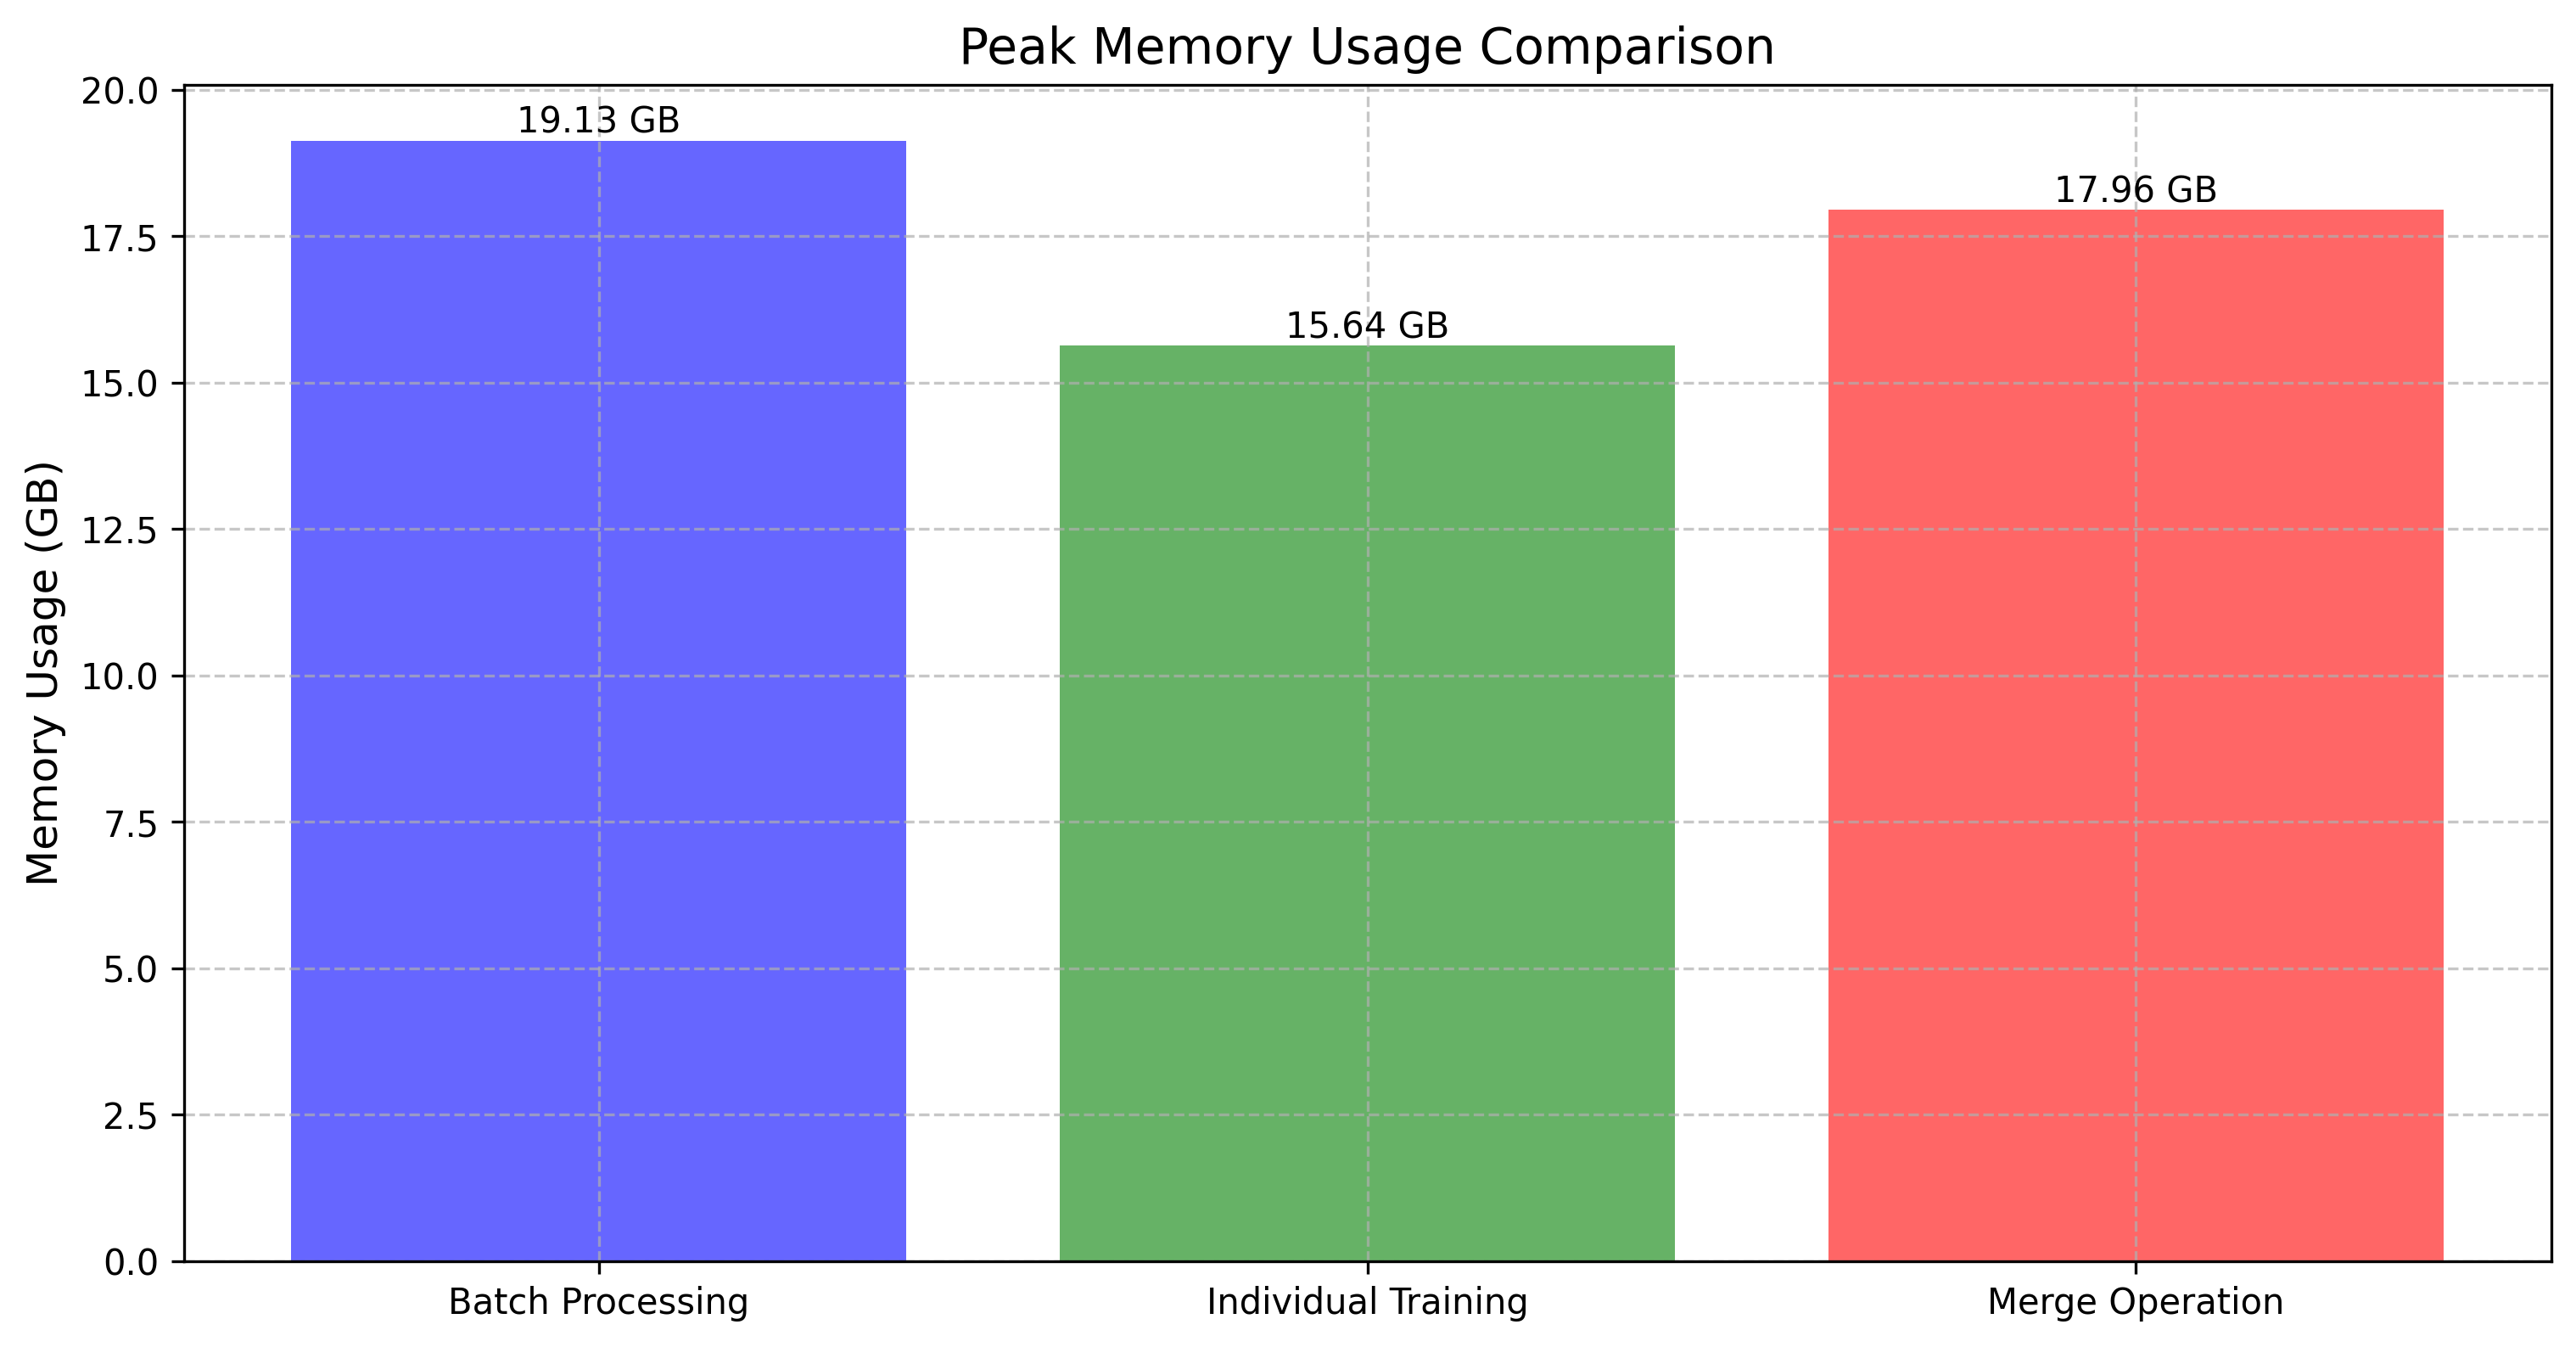 Peak Memory Usage Comparison
Memory Usage (GB)
20.0
17.5
15.0
12.5
10.0
7.5
5.0
2.5
0.0
19.13 GB
15.64 GB
17.96 GB
Batch Processing
Individual Training
Merge Operation